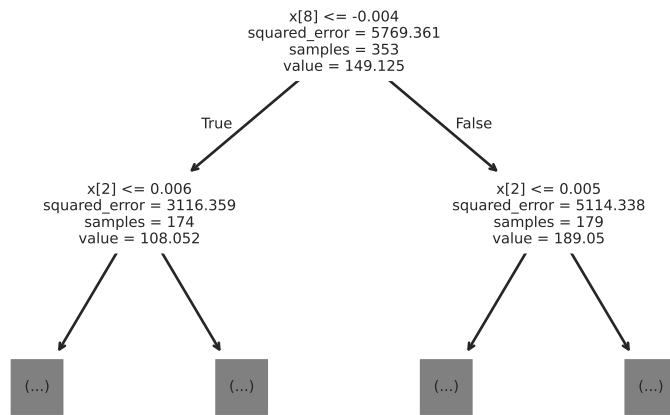 x[8] <= -0.004
squared_error = 5769.361
samples = 353
value = 149.125
True
False
x[2] <= 0.006
squared_error = 3116.359
samples = 174
value = 108.052
x[2] <= 0.005
squared_error = 5114.338
samples = 179
value = 189.05
(...)
(...)
(...)
(...)